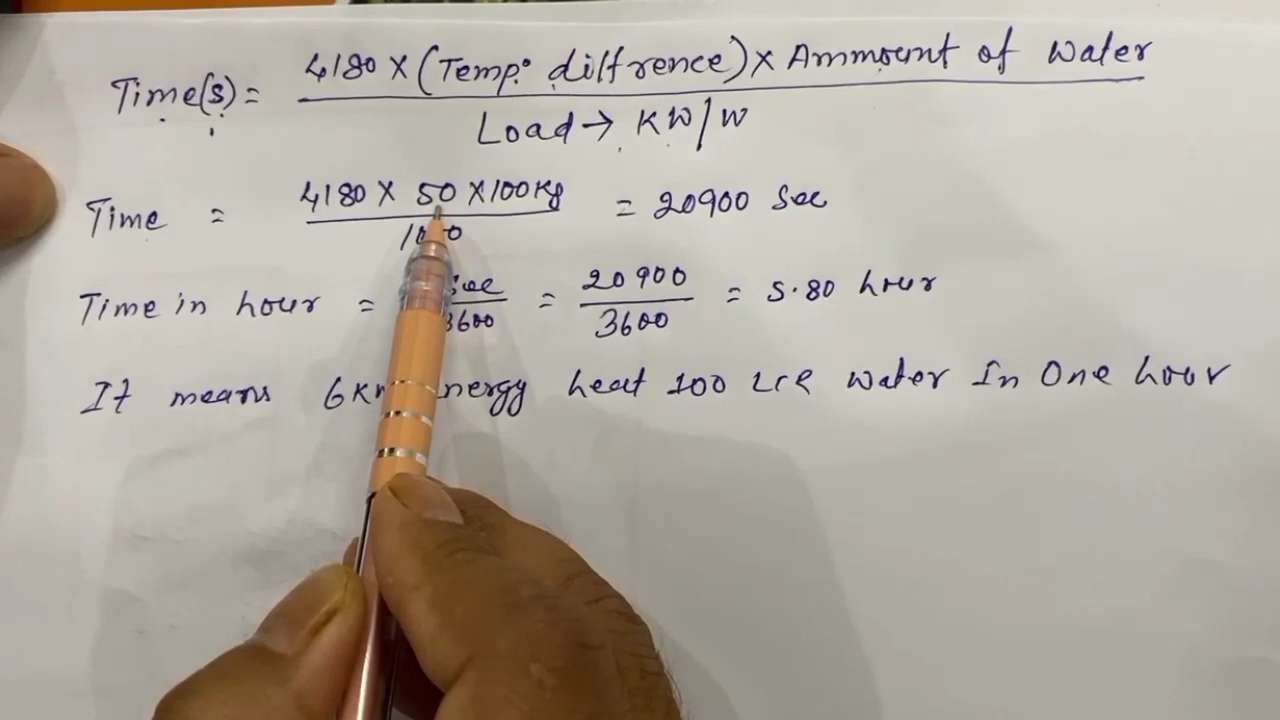 Time(s) = 4180 × (Temp° diffrence) × Ammount of water
Load → KW/W
Time = 4180 × 50 × 100 Kg = 20900 Sec
Time in hour = 3600 = 20900 / 3600 = 5.80 hour
It means heat 100 Ltr water In One hour